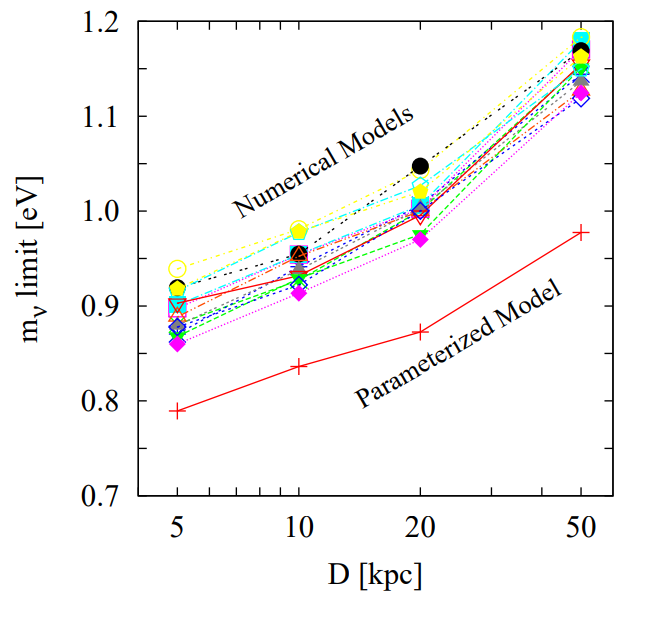 1.2
1.1
1.0
0.9
0.8
0.7
mν limit [eV]
Numerical Models
Parameterized Model
5 10 20 50
D [kpc]